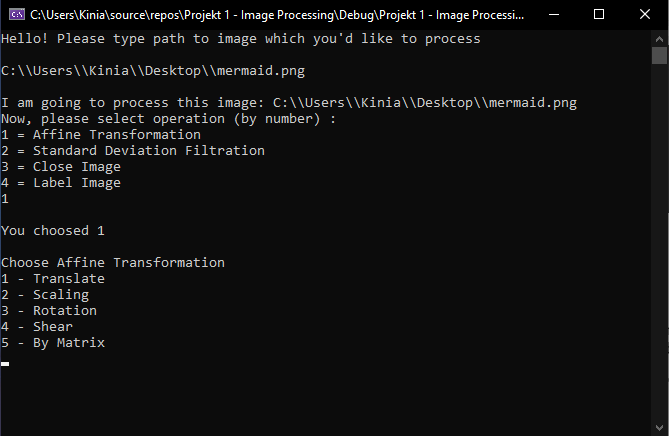 C:\Users\Kinia\source\repos\Projekt 1 - Image Processing\Debug\Projekt 1 - Image Processi...
Hello! Please type path to image which you'd like to process
C:\\Users\\Kinia\\Desktop\\mermaid.png
I am going to process this image: C:\\Users\\Kinia\\Desktop\\mermaid.png
Now, please select operation (by number) :
1 = Affine Transformation
2 = Standard Deviation Filtration
3 = Close Image
4 = Label Image
1
You choosed 1
Choose Affine Transformation
1 - Translate
2 - Scaling
3 - Rotation
4 - Shear
5 - By Matrix